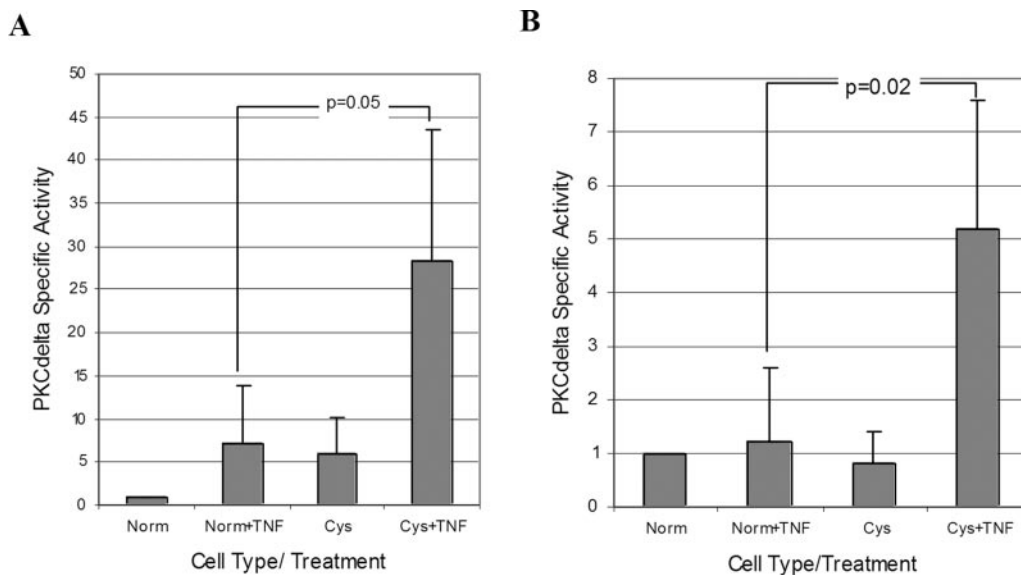 A
PKCdelta Specific Activity
50
45
40
35
30
25
20
15
10
5
0
p=0.05
Norm
Norm+TNF
Cys
Cys+TNF
Cell Type/ Treatment
B
PKCdelta Specific Activity
8
7
6
5
4
3
2
1
0
p=0.02
Norm
Norm+TNF
Cys
Cys+TNF
Cell Type/Treatment